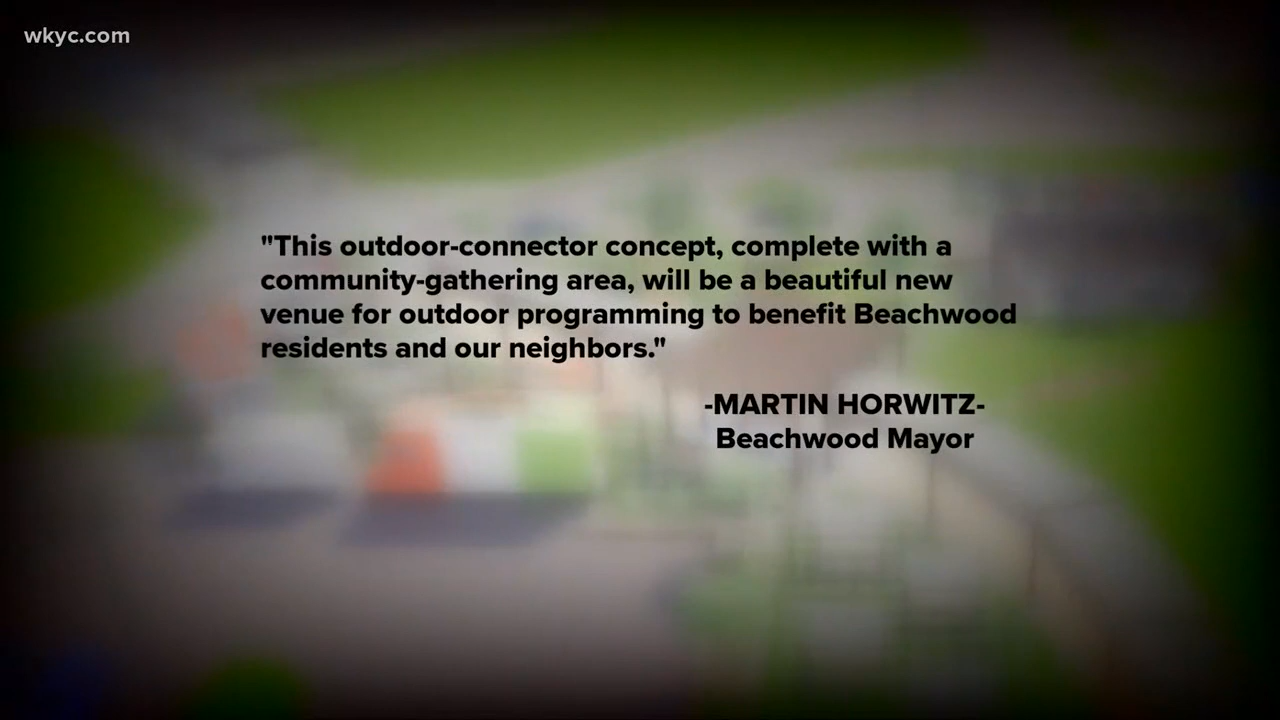 wkyc.com
"This outdoor-connector concept, complete with a
community-gathering area, will be a beautiful new
venue for outdoor programming to benefit Beachwood
residents and our neighbors."
-MARTIN HORWITZ-
Beachwood Mayor